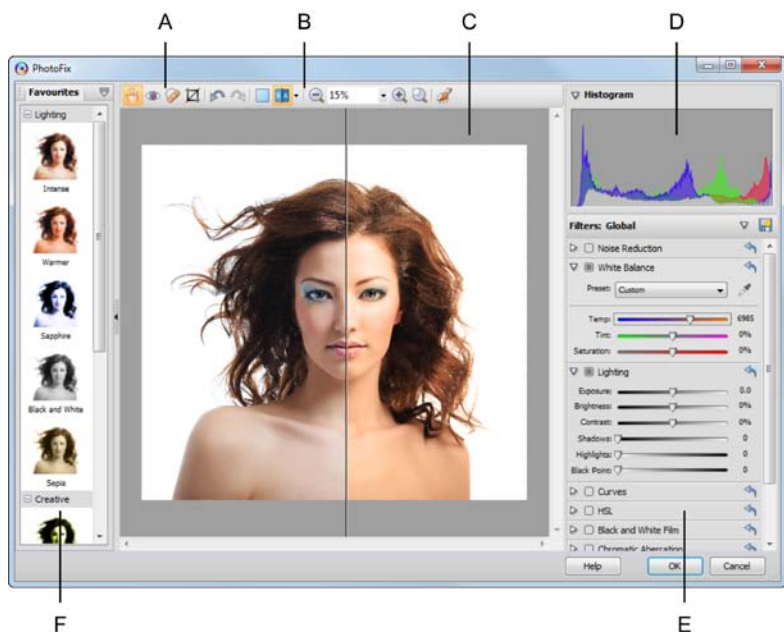 A B C D
PhotoFix
Favourites
Lighting
Intense
Warmer
Sapphire
Black and White
Sepia
Creative
15%
Histogram
Filters: Global
Noise Reduction
White Balance
Preset: Custom
Temp: 6985
Tint: 0%
Saturation: 0%
Lighting
Exposure: 0.0
Brightness: 0%
Contrast: 0%
Shadows: 0
Highlights: 0
Black Point: 0
Curves
HSL
Black and White Film
Chromatic Aberration
Help OK Cancel
F E